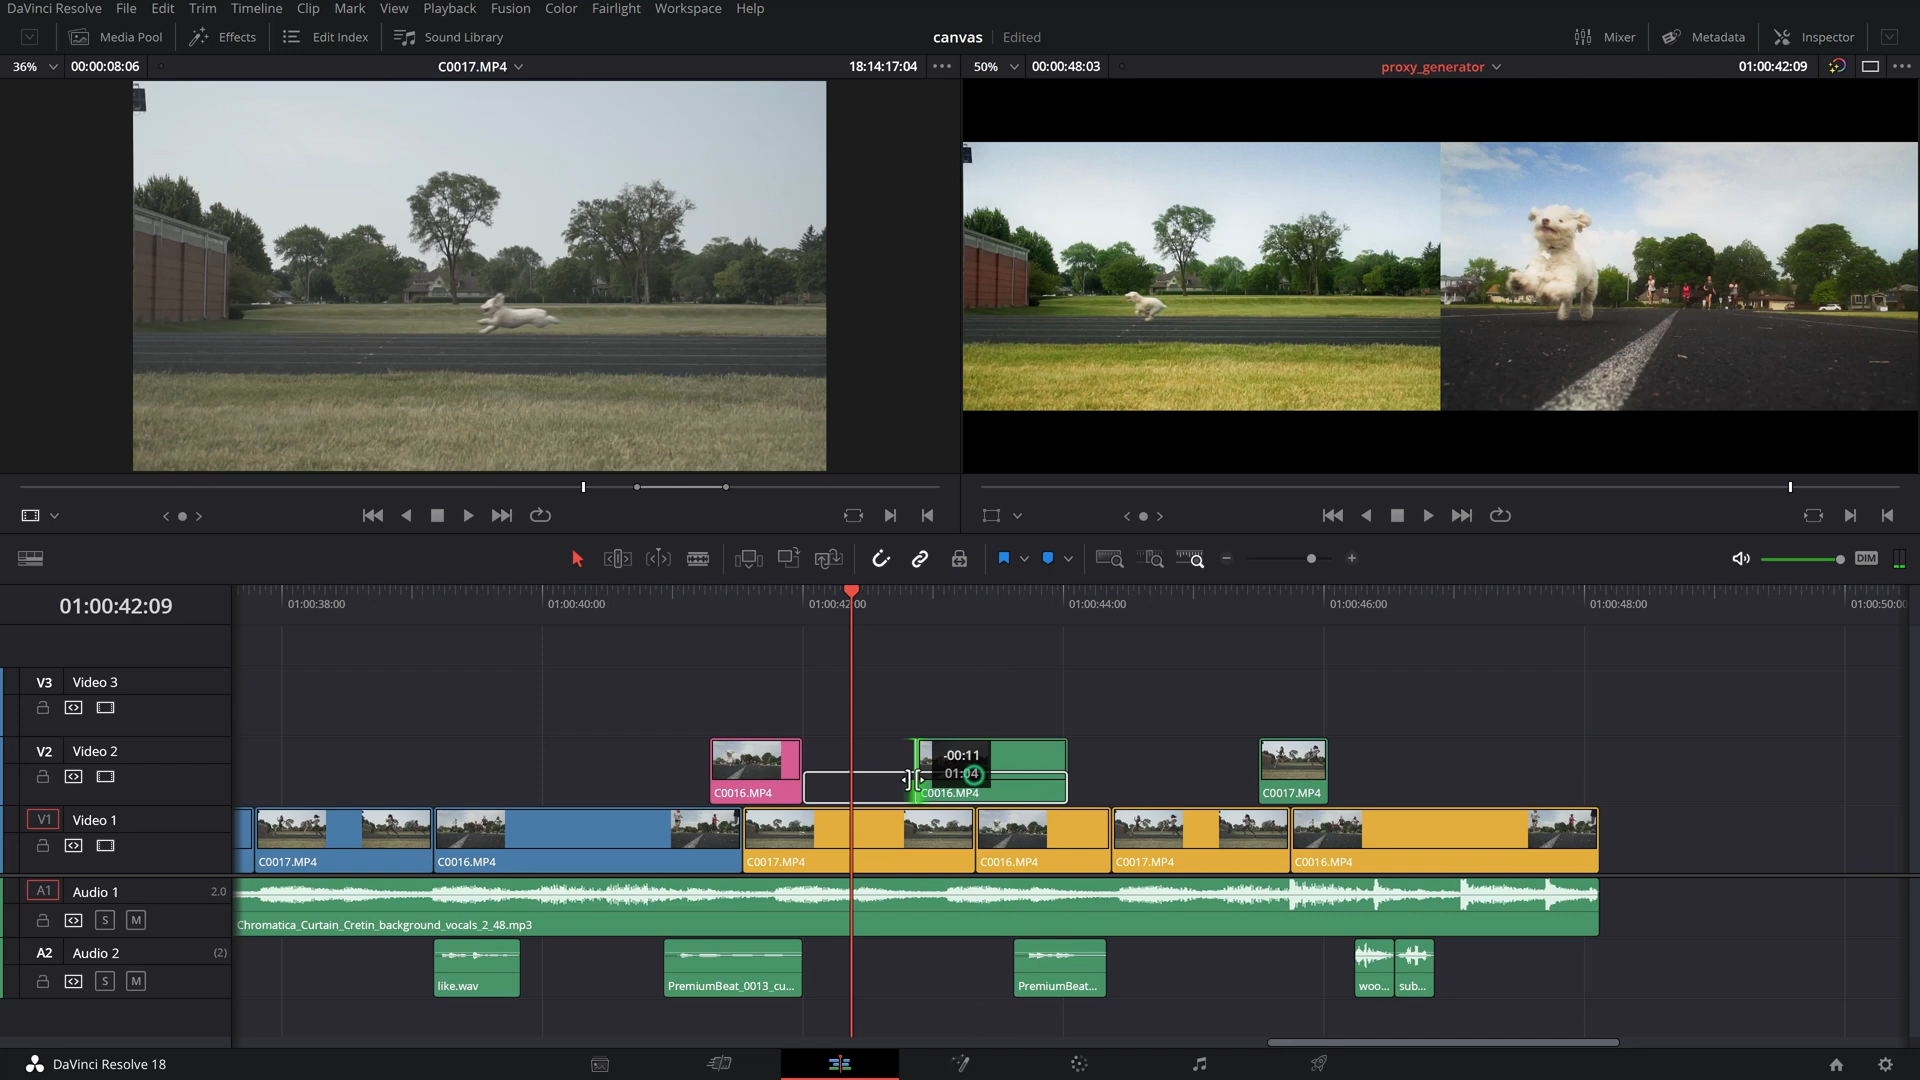 DaVinci Resolve File Edit Trim Timeline Clip Mark View Playback Fusion Color Fairlight Workspace Help
Media Pool Effects Edit Index Sound Library canvas Edited Mixer Metadata Inspector
36% 00:00:08:06 C0017.MP4 18:14:17:04 50% 00:00:48:03 proxy_generator 01:00:42:09
DIM
01:00:42:09 01:00:38:00 01:00:40:00 01:00:42:00 01:00:44:00 01:00:46:00 01:00:48:00 01:00:50:00
V3 Video 3
V2 Video 2
-00:11
01:04
C0016.MP4 C0016.MP4 C0017.MP4
V1 Video 1
C0017.MP4 C0016.MP4 C0017.MP4 C0016.MP4 C0017.MP4 C0016.MP4
A1 Audio 1 2.0
S M Chromatica_Curtain_Cretin_background_vocals_2_48.mp3
A2 Audio 2 (2)
S M like.wav PremiumBeat_0013_cu... PremiumBeat... woo... sub...
DaVinci Resolve 18